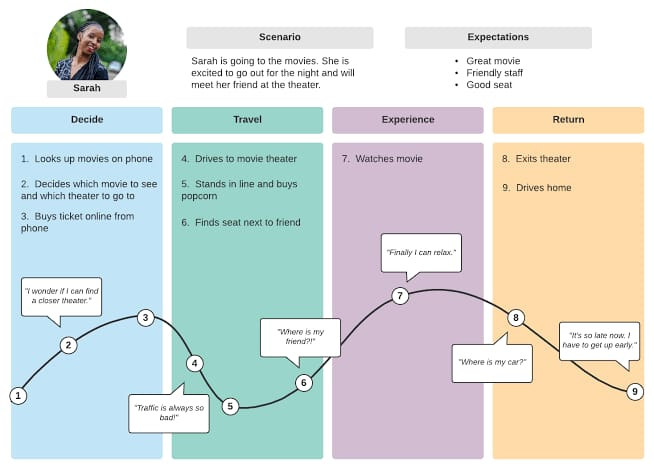 Sarah
Scenario
Sarah is going to the movies. She is
excited to go out for the night and will
meet her friend at the theater.
Expectations
• Great movie
• Friendly staff
• Good seat
Decide
Travel
Experience
Return
1. Looks up movies on phone
2. Decides which movie to see
and which theater to go to
3. Buys ticket online from
phone
4. Drives to movie theater
5. Stands in line and buys
popcorn
6. Finds seat next to friend
7. Watches movie
8. Exits theater
9. Drives home
"I wonder if I can find
a closer theater."
"Traffic is always so
bad!"
"Where is my
friend?!"
"Finally I can relax."
"Where is my car?"
"It's so late now. I
have to get up early."
1
2
3
4
5
6
7
8
9